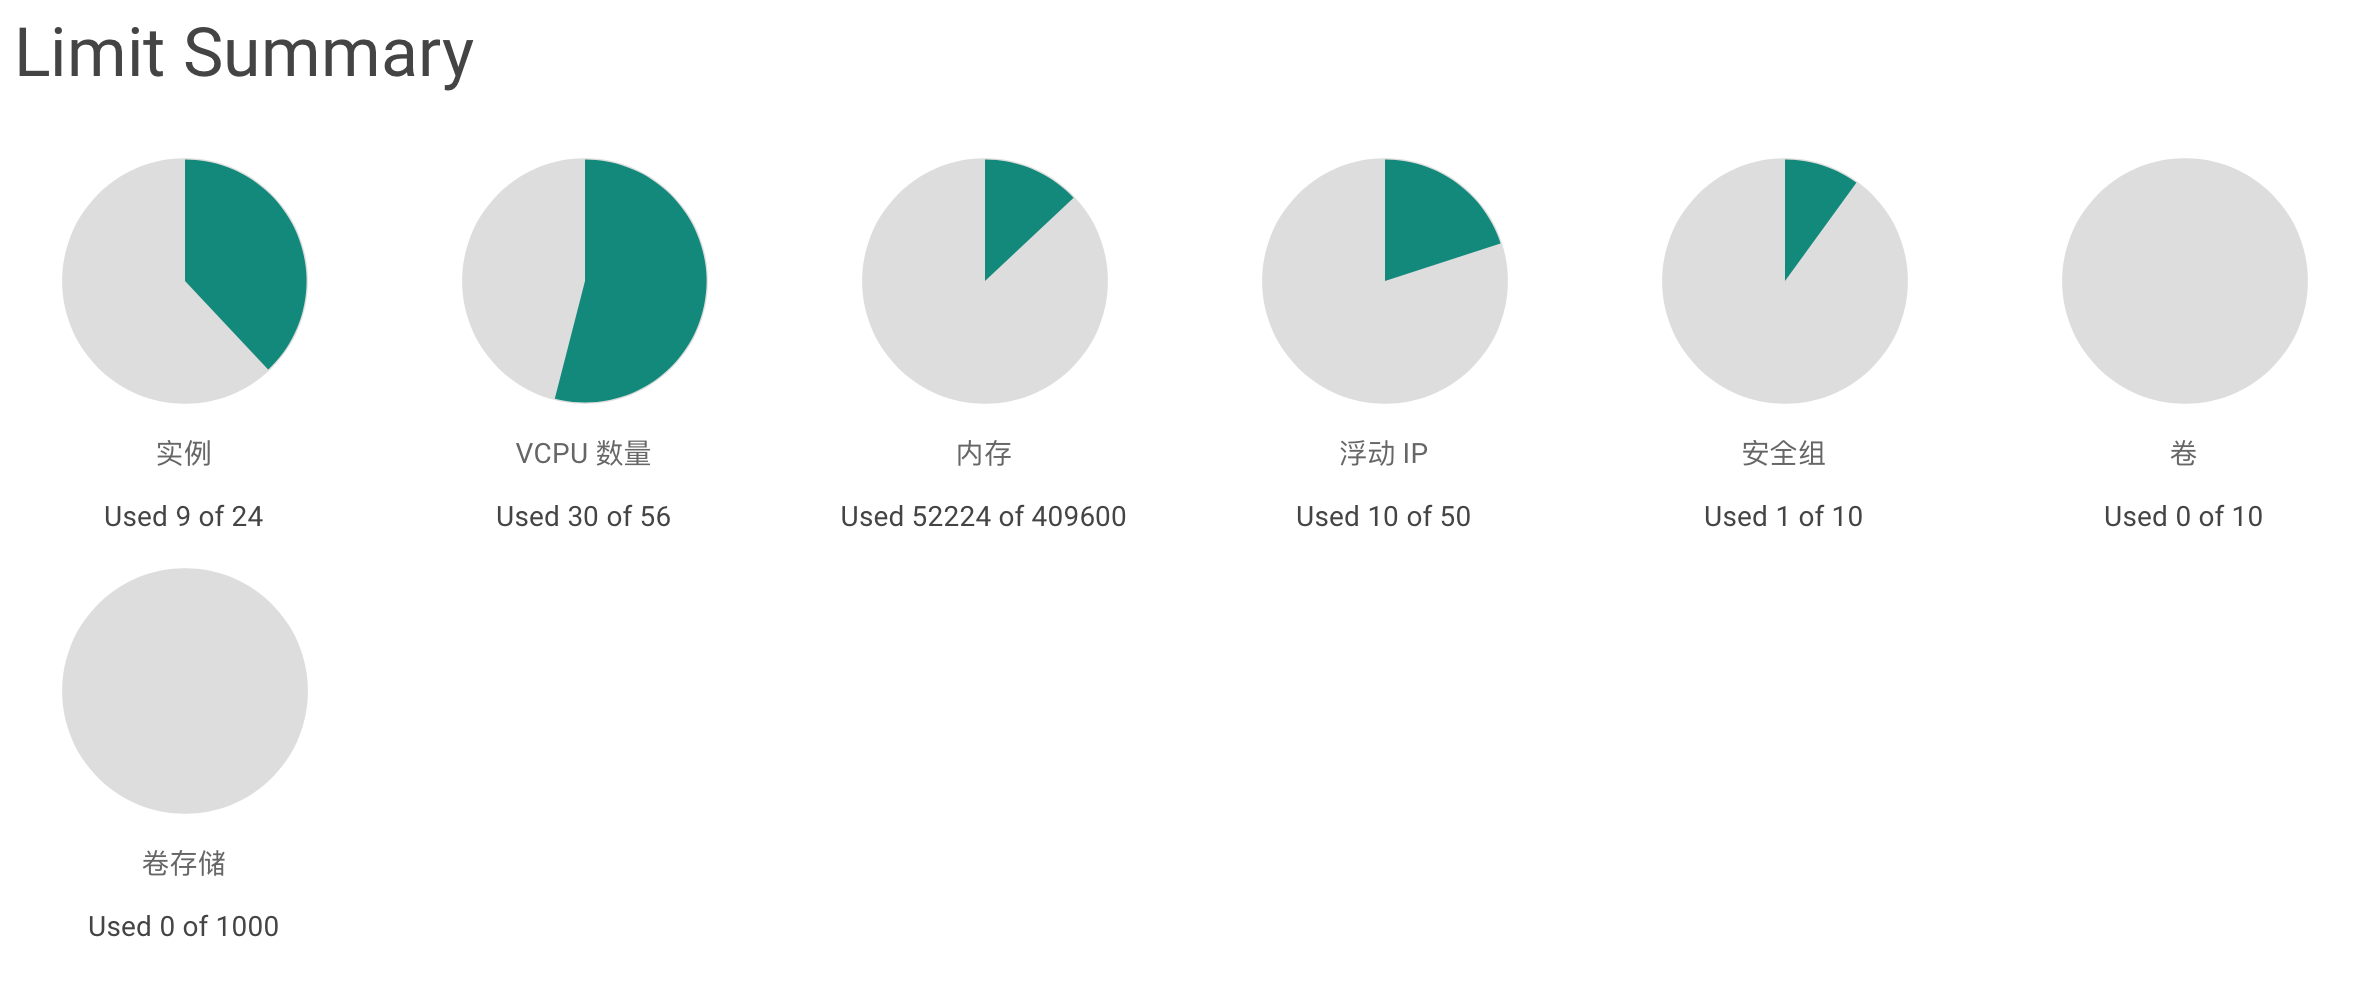 Limit Summary
实例
Used 9 of 24
VCPU 数量
Used 30 of 56
内存
Used 52224 of 409600
浮动 IP
Used 10 of 50
安全组
Used 1 of 10
卷
Used 0 of 10
卷存储
Used 0 of 1000